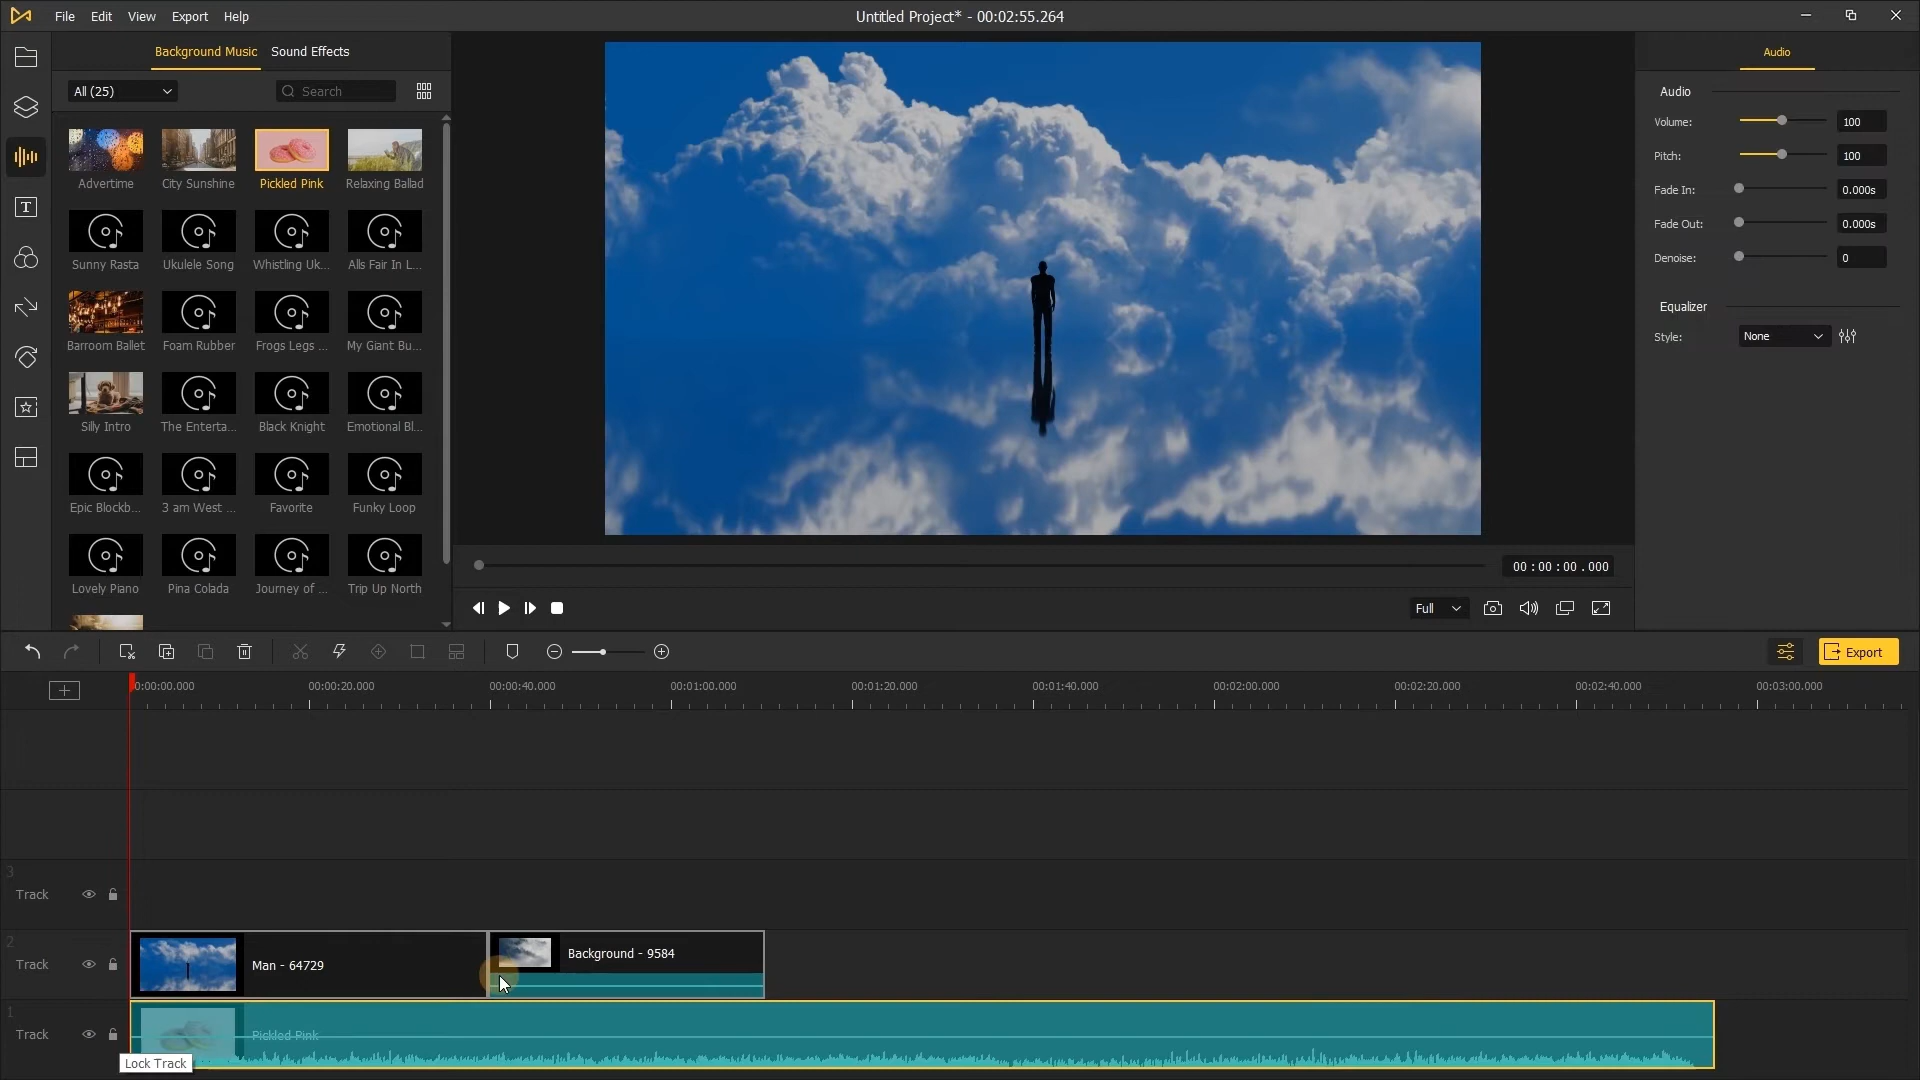 File Edit View Export Help
Untitled Project* - 00:02:55.264
Background Music Sound Effects
All (25)
Search
Advertime City Sunshine Pickled Pink Relaxing Ballad
Sunny Rasta Ukulele Song Whistling Uk... Alls Fair In L...
Barroom Ballet Foam Rubber Frogs Legs ... My Giant Bu...
Silly Intro The Enterta... Black Knight Emotional Bl...
Epic Blockb... 3 am West ... Favorite Funky Loop
Lovely Piano Pina Colada Journey of ... Trip Up North
00:00:00.000
Full
Audio
Audio
Volume: 100
Pitch: 100
Fade In: 0.000s
Fade Out: 0.000s
Denoise: 0
Equalizer
Style: None
Export
0:00:00.000 00:00:20.000 00:00:40.000 00:01:00.000 00:01:20.000 00:01:40.000 00:02:00.000 00:02:20.000 00:02:40.000 00:03:00.000
3
Track
2
Track
Man - 64729
Background - 9584
1
Track
Pickled Pink
Lock Track